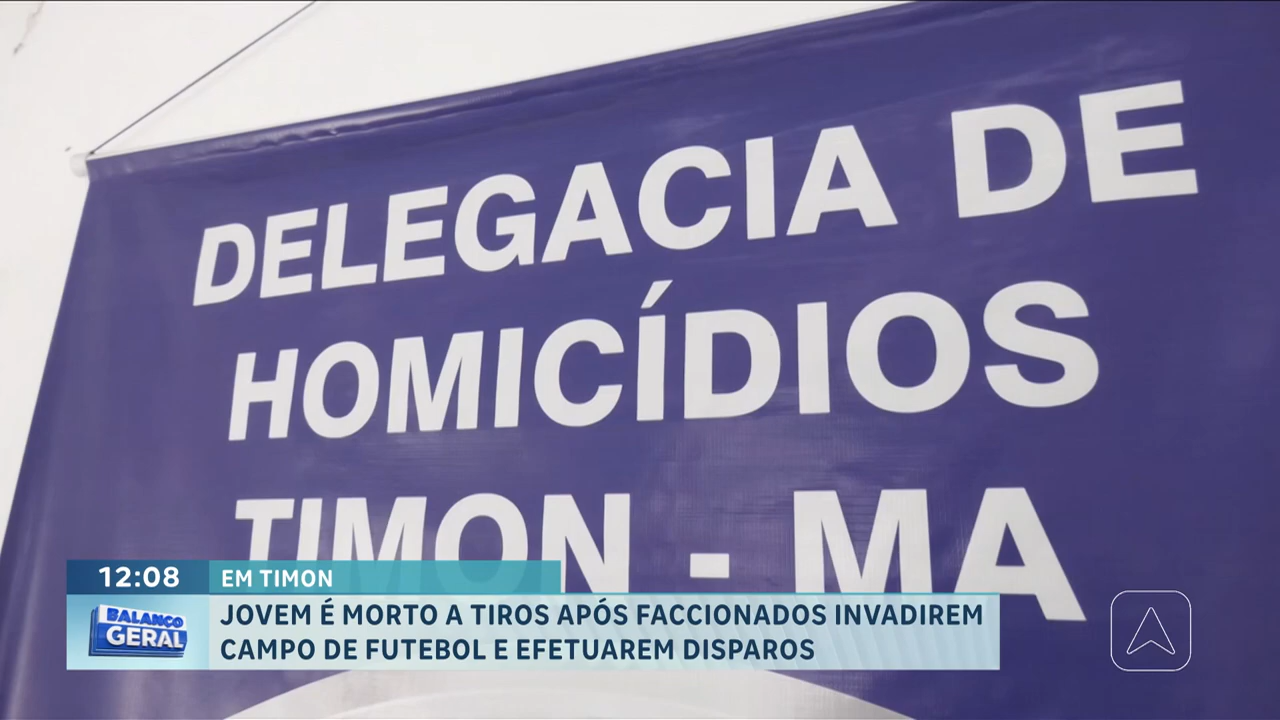 DELEGACIA DE
HOMICÍDIOS
TIMON - MA
12:08
EM TIMON
BALANÇO
GERAL
JOVEM É MORTO A TIROS APÓS FACCIONADOS INVADIREM
CAMPO DE FUTEBOL E EFETUAREM DISPAROS